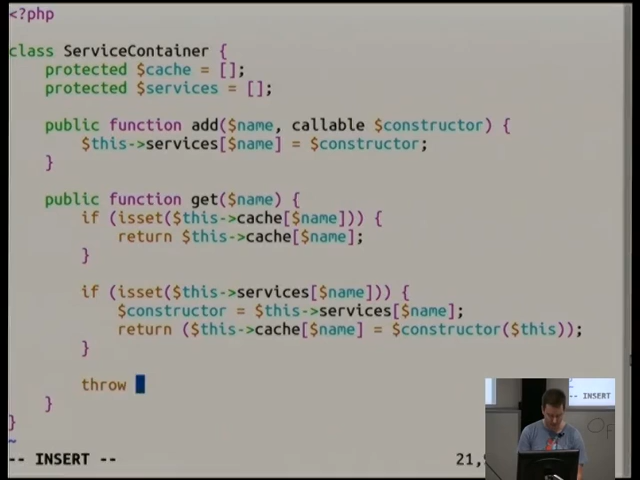 <?php
class ServiceContainer {
protected $cache = [];
protected $services = [];
public function add($name, callable $constructor) {
$this->services[$name] = $constructor;
}
public function get($name) {
if (isset($this->cache[$name])) {
return $this->cache[$name];
}
if (isset($this->services[$name])) {
$constructor = $this->services[$name];
return ($this->cache[$name] = $constructor($this));
}
throw
}
}
~
-- INSERT -- 21,
-- INSERT